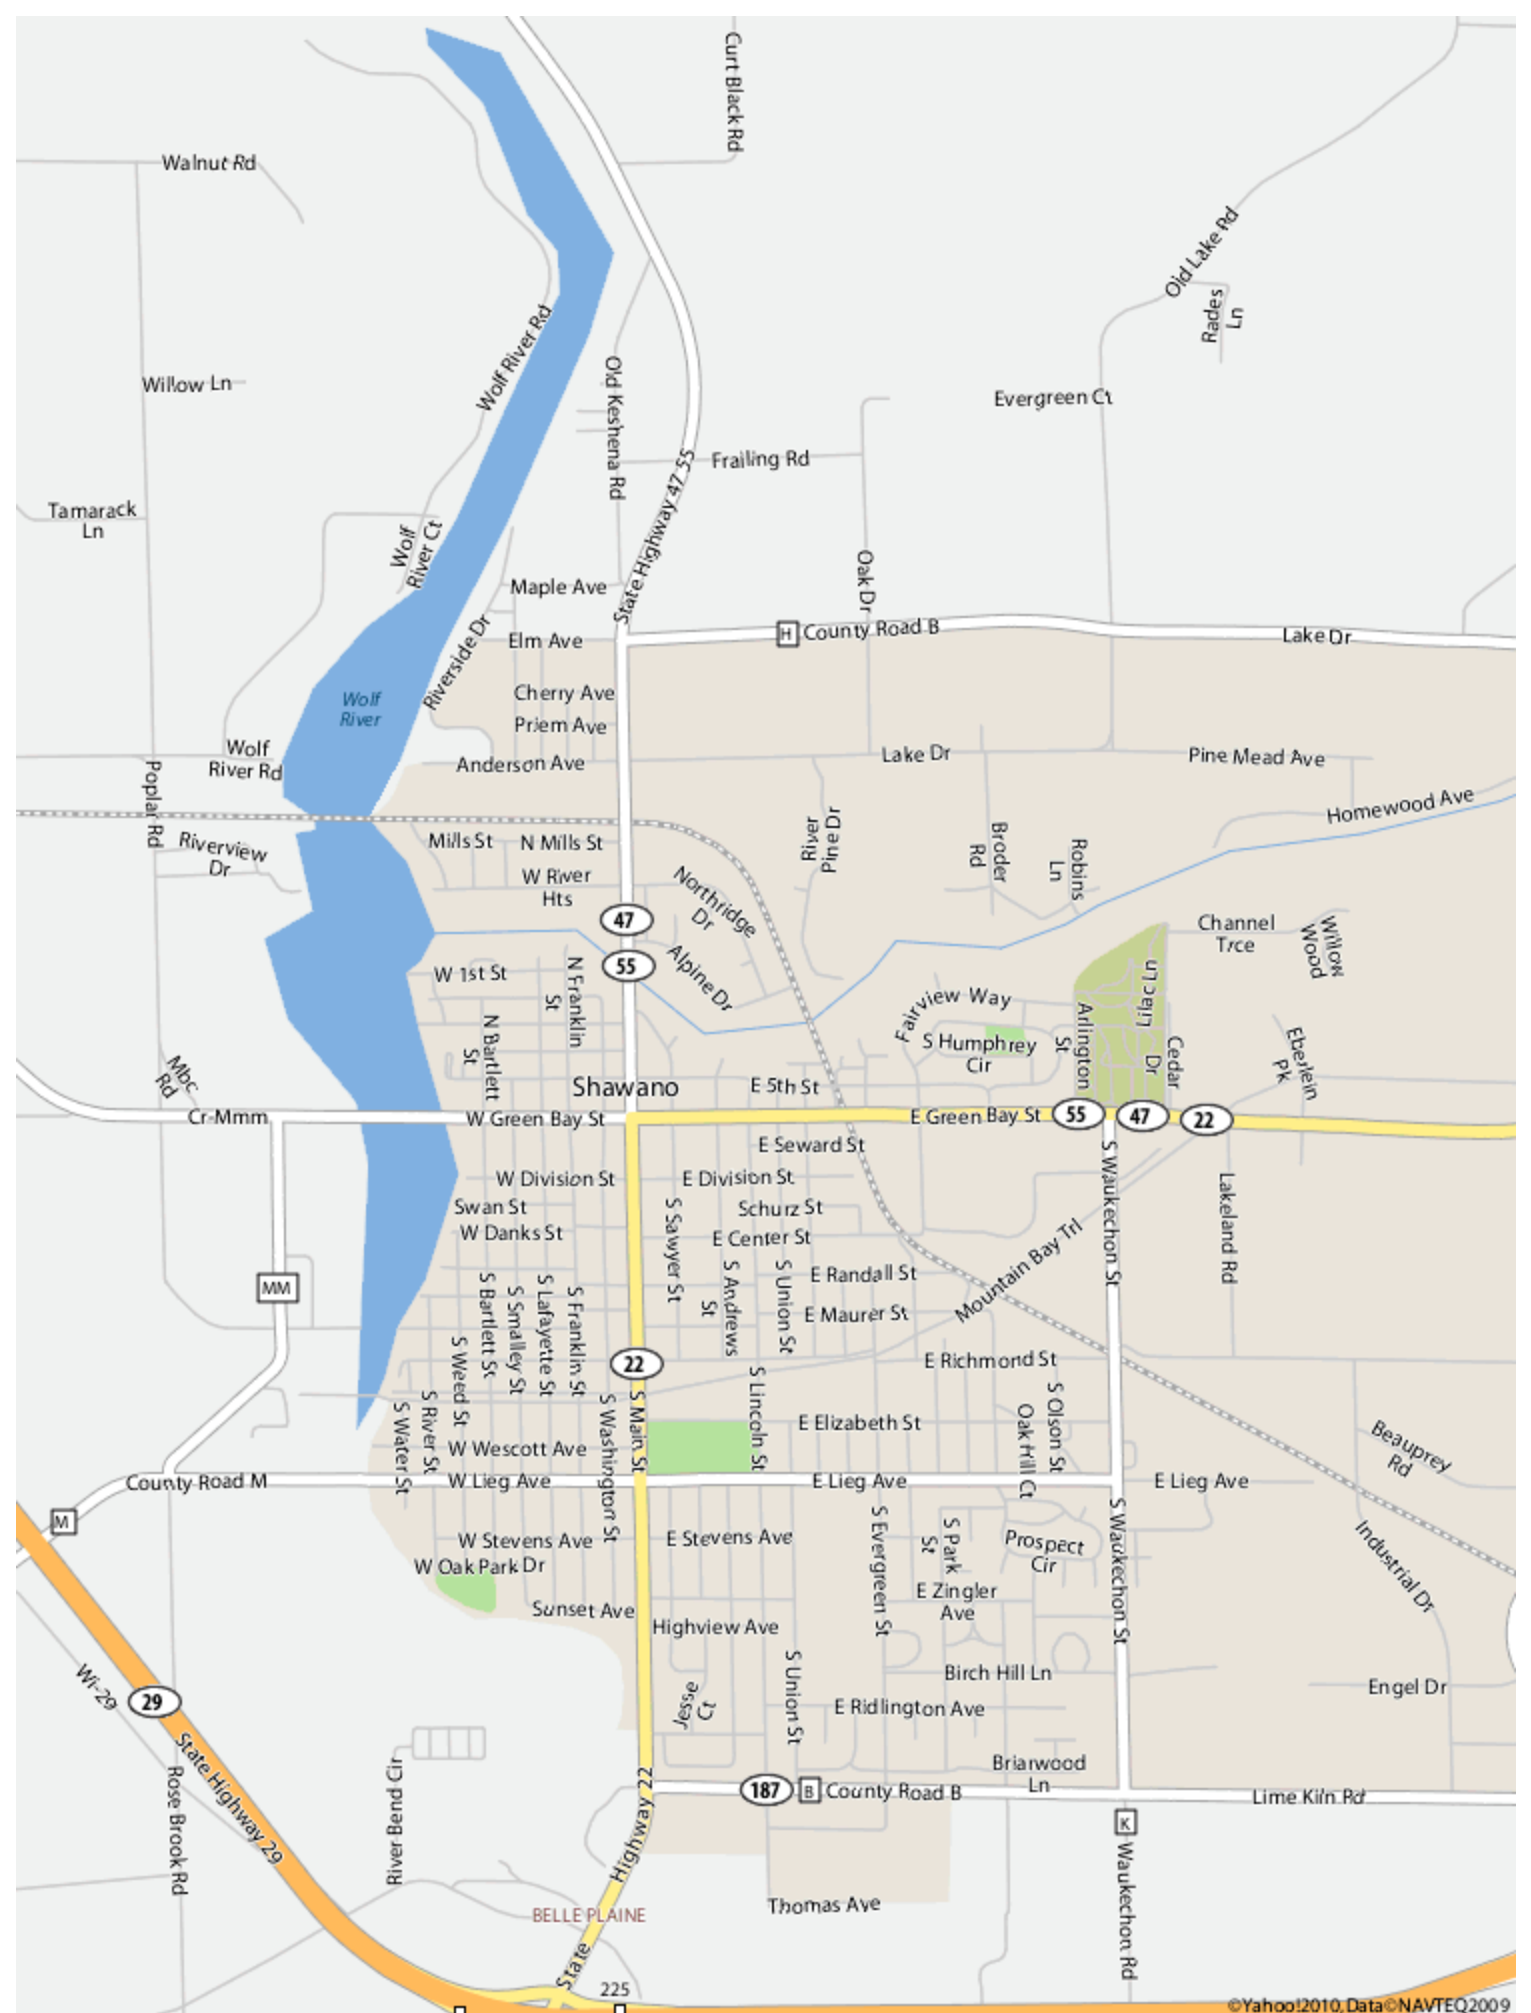 Curt Black Rd
Walnut Rd
Old Lake Rd
Rades
Ln
Wolf River Rd
Willow Ln
Old Keshena Rd
Evergreen Ct
Frailing Rd
State Highway 47 55
Tamarack
Ln
Wolf
River Ct
Maple Ave
Oak Dr
Elm Ave
H
County Road B
Lake Dr
Riverside Dr
Wolf
River
Cherry Ave
Priem Ave
Wolf
River Rd
Anderson Ave
Lake Dr
Pine Mead Ave
Poplar Rd
Homewood Ave
Riverview
Dr
Mills St
N Mills St
River
Pine Dr
Broder
Rd
Robins
Ln
W River
Hts
Northridge
Dr
47
Channel
Trce
Willow
Wood
55
W 1st St
N Franklin
St
Alpine Dr
Lilac Ln
Fairview Way
N Bartlett
St
S Humphrey
Cir
Arlington
St
Cedar
Dr
Eberlein
Pk
Mbc
Rd
Shawano
E 5th St
Cr-Mmm
W Green Bay St
E Green Bay St
55
47
22
E Seward St
W Division St
E Division St
S Waukechon St
Lakeland Rd
Swan St
S Sawyer St
Schurz St
W Danks St
E Center St
Mountain Bay Trl
MM
S Bartlett St
S Smalley St
S Lafayette St
S Franklin St
S Andrews
St
S Union St
E Randall St
E Maurer St
S Weed St
22
E Richmond St
S Lincoln St
S Olson St
S Water St
S River St
S Washington St
S Main St
E Elizabeth St
Oak Hill Ct
W Wescott Ave
Beauprey
Rd
County Road M
W Lieg Ave
E Lieg Ave
E Lieg Ave
M
W Stevens Ave
E Stevens Ave
S Evergreen St
S Park
St
Prospect
Cir
S Waukechon St
Industrial Dr
W Oak Park Dr
E Zingler
Ave
Sunset Ave
Highview Ave
Wi-29
29
S Union St
Birch Hill Ln
Engel Dr
Jesse
Ct
E Ridlington Ave
State Highway 29
Rose Brook Rd
River Bend Cir
Briarwood
Ln
187
B
County Road B
Lime Kiln Rd
K
State Highway 22
Waukechon Rd
Thomas Ave
BELLE PLAINE
225
©Yahoo!2010, Data©NAVTEQ2009